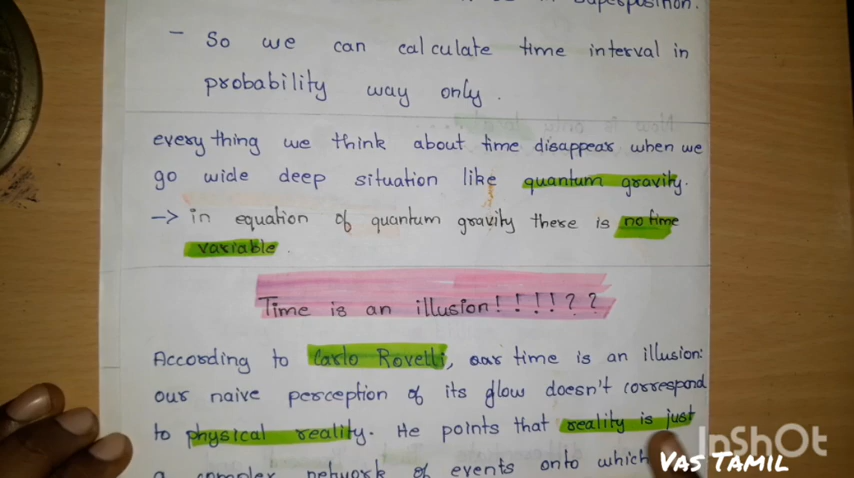 superposition.
- So we can calculate time interval in
probability way only.
every thing we think about time disappear when we
go wide deep situation like quantum gravity.
-> in equation of quantum gravity there is no time
variable.
Time is an illusion!!!!??
According to Carlo Rovelli, our time is an illusion:
our naive perception of its glow doesn't correspond
to physical reality. He points that reality is just
a complex network of events onto which
InShOt
VAS TAMIL